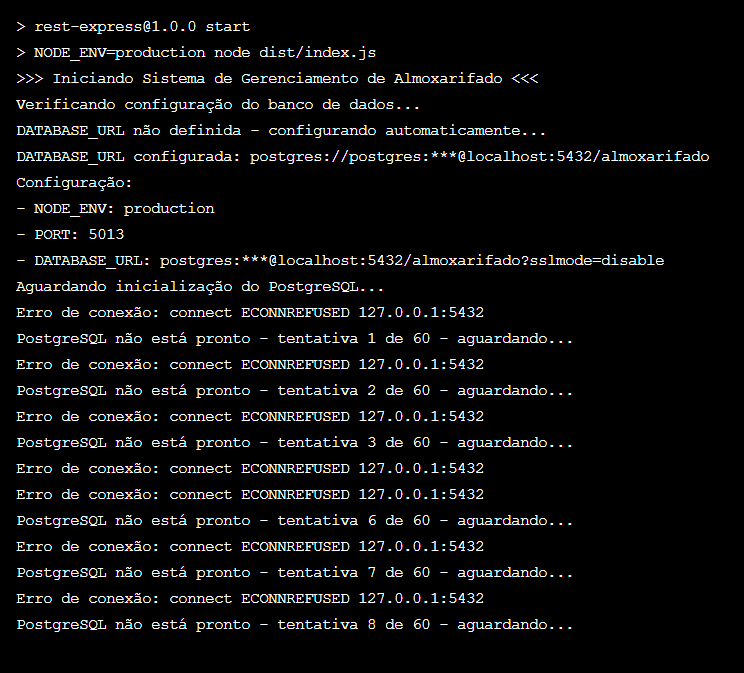 > rest-express@1.0.0 start
> NODE_ENV=production node dist/index.js
>>> Iniciando Sistema de Gerenciamento de Almoxarifado <<<
Verificando configuração do banco de dados...
DATABASE_URL não definida - configurando automaticamente...
DATABASE_URL configurada: postgres://postgres:***@localhost:5432/almoxarifado
Configuração:
- NODE_ENV: production
- PORT: 5013
- DATABASE_URL: postgres:***@localhost:5432/almoxarifado?sslmode=disable
Aguardando inicialização do PostgreSQL...
Erro de conexão: connect ECONNREFUSED 127.0.0.1:5432
PostgreSQL não está pronto - tentativa 1 de 60 - aguardando...
Erro de conexão: connect ECONNREFUSED 127.0.0.1:5432
PostgreSQL não está pronto - tentativa 2 de 60 - aguardando...
Erro de conexão: connect ECONNREFUSED 127.0.0.1:5432
PostgreSQL não está pronto - tentativa 3 de 60 - aguardando...
Erro de conexão: connect ECONNREFUSED 127.0.0.1:5432
Erro de conexão: connect ECONNREFUSED 127.0.0.1:5432
PostgreSQL não está pronto - tentativa 6 de 60 - aguardando...
Erro de conexão: connect ECONNREFUSED 127.0.0.1:5432
PostgreSQL não está pronto - tentativa 7 de 60 - aguardando...
Erro de conexão: connect ECONNREFUSED 127.0.0.1:5432
PostgreSQL não está pronto - tentativa 8 de 60 - aguardando...